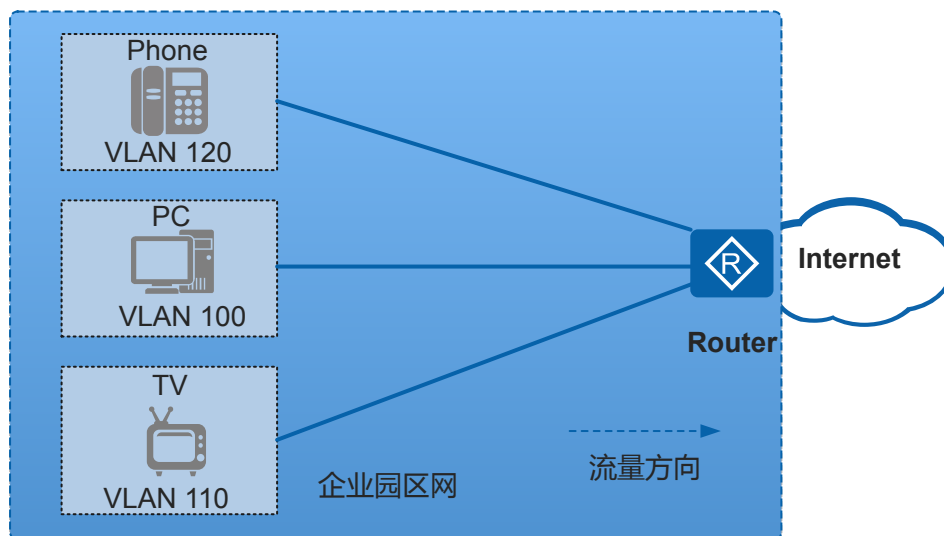 Phone
VLAN 120
PC
VLAN 100
TV
VLAN 110
企业园区网
流量方向
R
Router
Internet